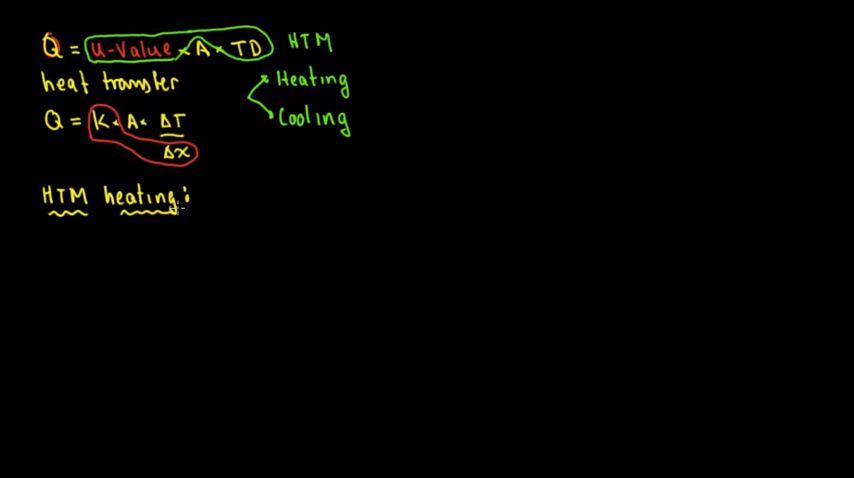 Q = U-Value × A × TD HTM
heat transfer Heating
Q = K × A × ΔT Cooling
Δx
HTM heating: